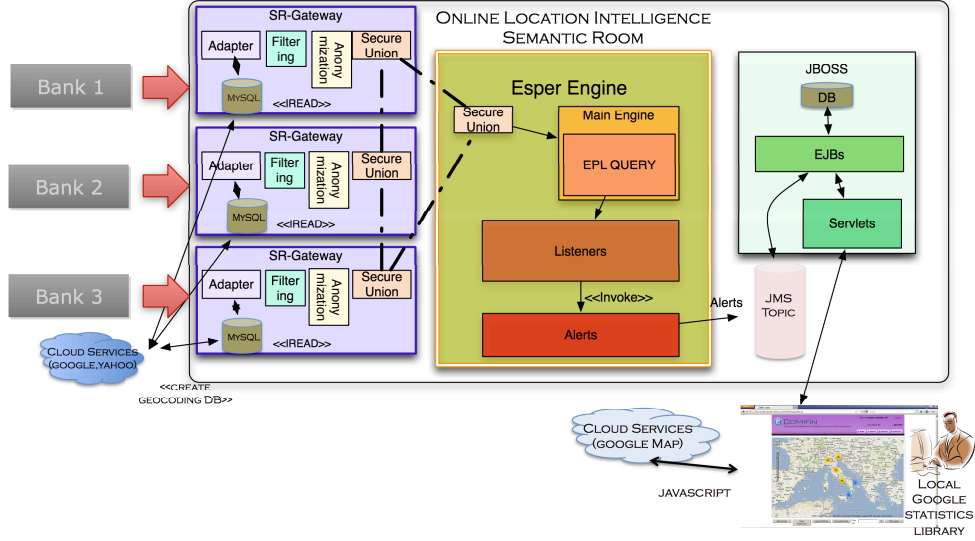 ONLINE LOCATION INTELLIGENCE
SEMANTIC ROOM
Bank 1
SR-Gateway
Adapter
Filter
ing
Anony
mization
Secure
Union
MySQL
<<IREAD>>
Bank 2
SR-Gateway
Adapter
Filter
ing
Anony
mization
Secure
Union
MySQL
<<IREAD>>
Bank 3
SR-Gateway
Adapter
Filter
ing
Anony
mization
Secure
Union
MySQL
<<IREAD>>
CLOUD SERVICES
(GOOGLE,YAHOO)
<<CREATE
GEOCODING DB>>
Esper Engine
Secure
Union
Main Engine
EPL QUERY
Listeners
<<Invoke>>
Alerts
Alerts
JMS
TOPIC
JBOSS
DB
EJBs
Servlets
CLOUD SERVICES
(GOOGLE MAP)
JAVASCRIPT
COMIFIN
LOCAL
GOOGLE
STATISTICS
LIBRARY